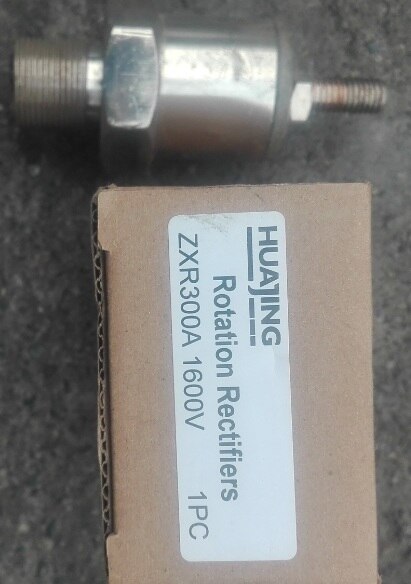 HUAJING
Rotation Rectifiers
ZXR300A 1600V 1PC